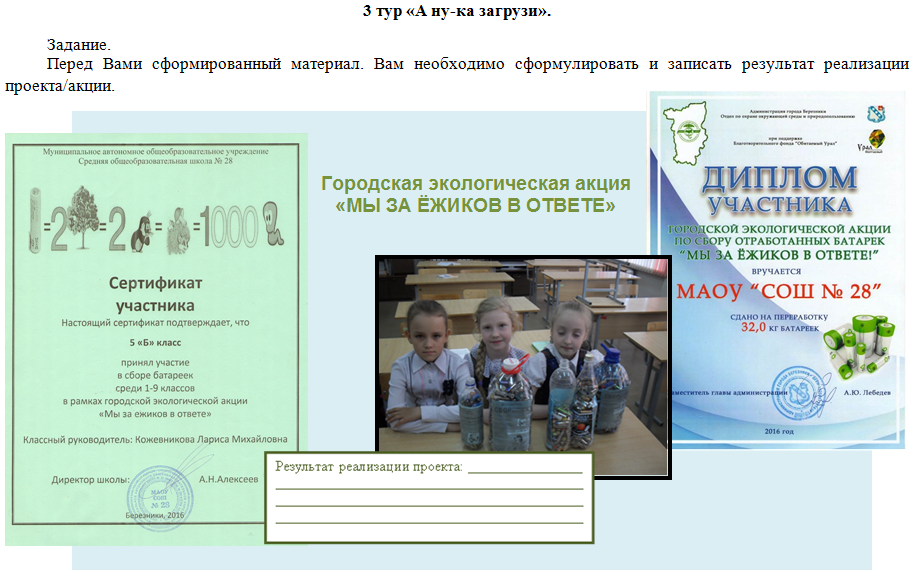 3 тур «А ну-ка загрузи».
Задание.
Перед Вами сформированный материал. Вам необходимо сформулировать и записать результат реализации
проекта/акции.
Муниципальное автономное общеобразовательное учреждение
Средняя общеобразовательная школа № 28
=2 =2 = =1000
Сертификат
участника
Настоящий сертификат подтверждает, что
5 «Б» класс
принял участие
в сборе батареек
среди 1-9 классов
в рамках городской экологической акции
«Мы за ежиков в ответе»
Классный руководитель: Кожевникова Лариса Михайловна
Директор школы: А.Н.Алексеев
МАОУ
СОШ
№ 28
Березники, 2016
Городская экологическая акция
«МЫ ЗА ЁЖИКОВ В ОТВЕТЕ»
Администрация города Березники
Отдел по охране окружающей среды и природопользованию
при поддержке
Благотворительного фонда "Обитаемый Урал"
Урал
ДИПЛОМ
УЧАСТНИКА
ГОРОДСКОЙ ЭКОЛОГИЧЕСКОЙ АКЦИИ
ПО СБОРУ ОТРАБОТАННЫХ БАТАРЕК
"МЫ ЗА ЁЖИКОВ В ОТВЕТЕ!"
ВРУЧАЕТСЯ
МАОУ "СОШ № 28"
СДАНО НА ПЕРЕРАБОТКУ
32,0 КГ БАТАРЕЕК
заместитель главы администрации А.Ю. Лебедев
2016 год
Результат реализации проекта: